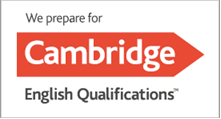 We prepare for
Cambridge
English Qualifications™